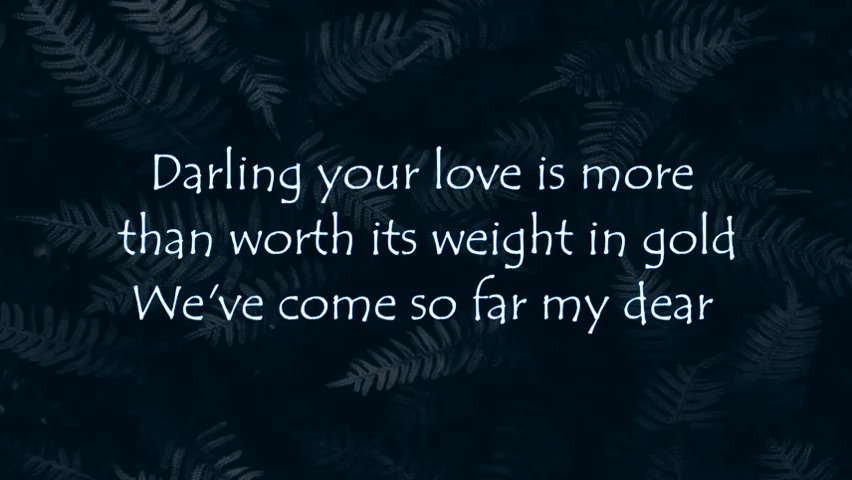 Darling your love is more
than worth its weight in gold
We've come so far my dear